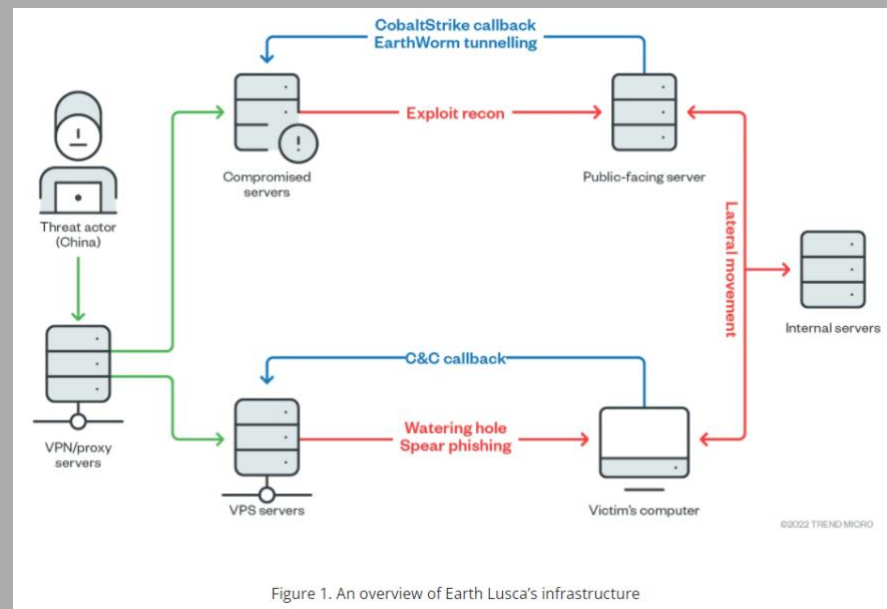 CobaltStrike callback
EarthWorm tunnelling
Exploit recon
Compromised
servers
Public-facing server
Threat actor
(China)
Lateral movement
Internal servers
C&C callback
Watering hole
Spear phishing
VPN/proxy
servers
VPS servers
Victim's computer
©2022 TREND MICRO
Figure 1. An overview of Earth Lusca's infrastructure